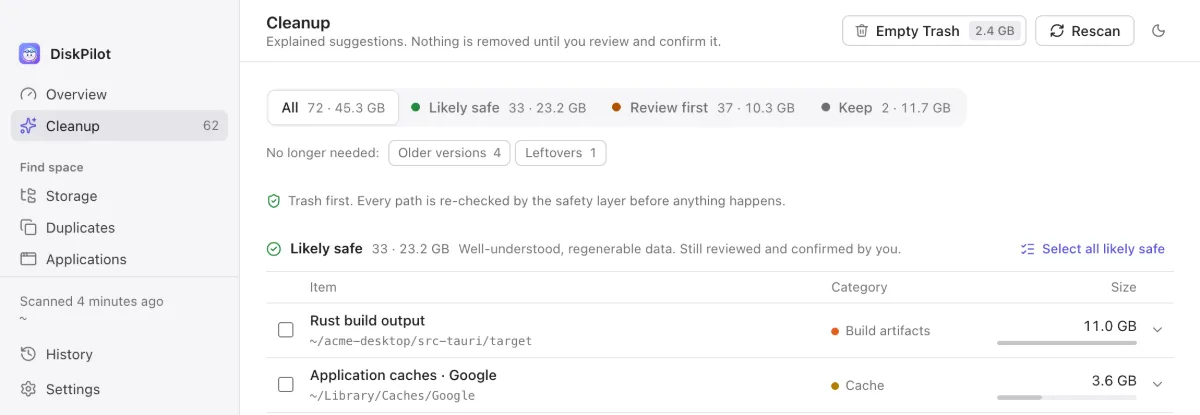 DiskPilot
Overview
Cleanup 62
Find space
Storage
Duplicates
Applications
Scanned 4 minutes ago
~
History
Settings
Cleanup
Explained suggestions. Nothing is removed until you review and confirm it.
Empty Trash 2.4 GB
Rescan
All 72 · 45.3 GB
Likely safe 33 · 23.2 GB
Review first 37 · 10.3 GB
Keep 2 · 11.7 GB
No longer needed: Older versions 4 Leftovers 1
Trash first. Every path is re-checked by the safety layer before anything happens.
Likely safe 33 · 23.2 GB Well-understood, regenerable data. Still reviewed and confirmed by you. Select all likely safe
Item Category Size
Rust build output
~/acme-desktop/src-tauri/target
Build artifacts 11.0 GB
Application caches · Google
~/Library/Caches/Google
Cache 3.6 GB